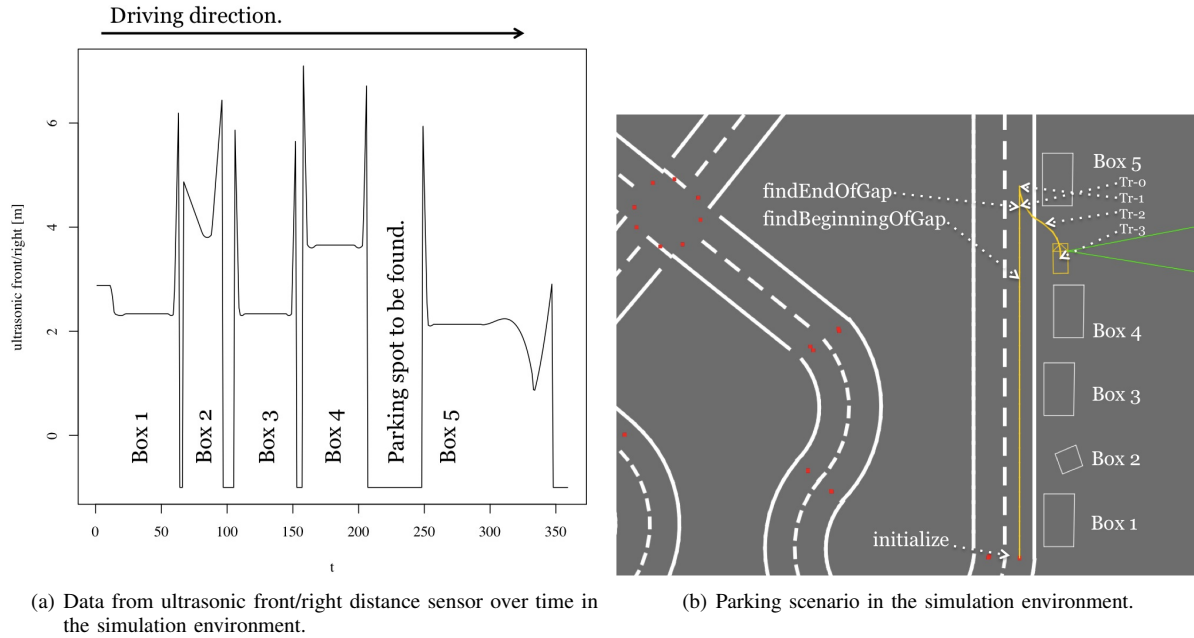 Driving direction.
ultrasonic front/right [m]
6
4
2
0
Box 1
Box 2
Box 3
Box 4
Parking spot to be found.
Box 5
0
50
100
150
200
250
300
350
t
(a) Data from ultrasonic front/right distance sensor over time in
the simulation environment.
findEndOfGap
findBeginningOfGap.
initialize
Box 5
Tr-0
Tr-1
Tr-2
Tr-3
Box 4
Box 3
Box 2
Box 1
(b) Parking scenario in the simulation environment.